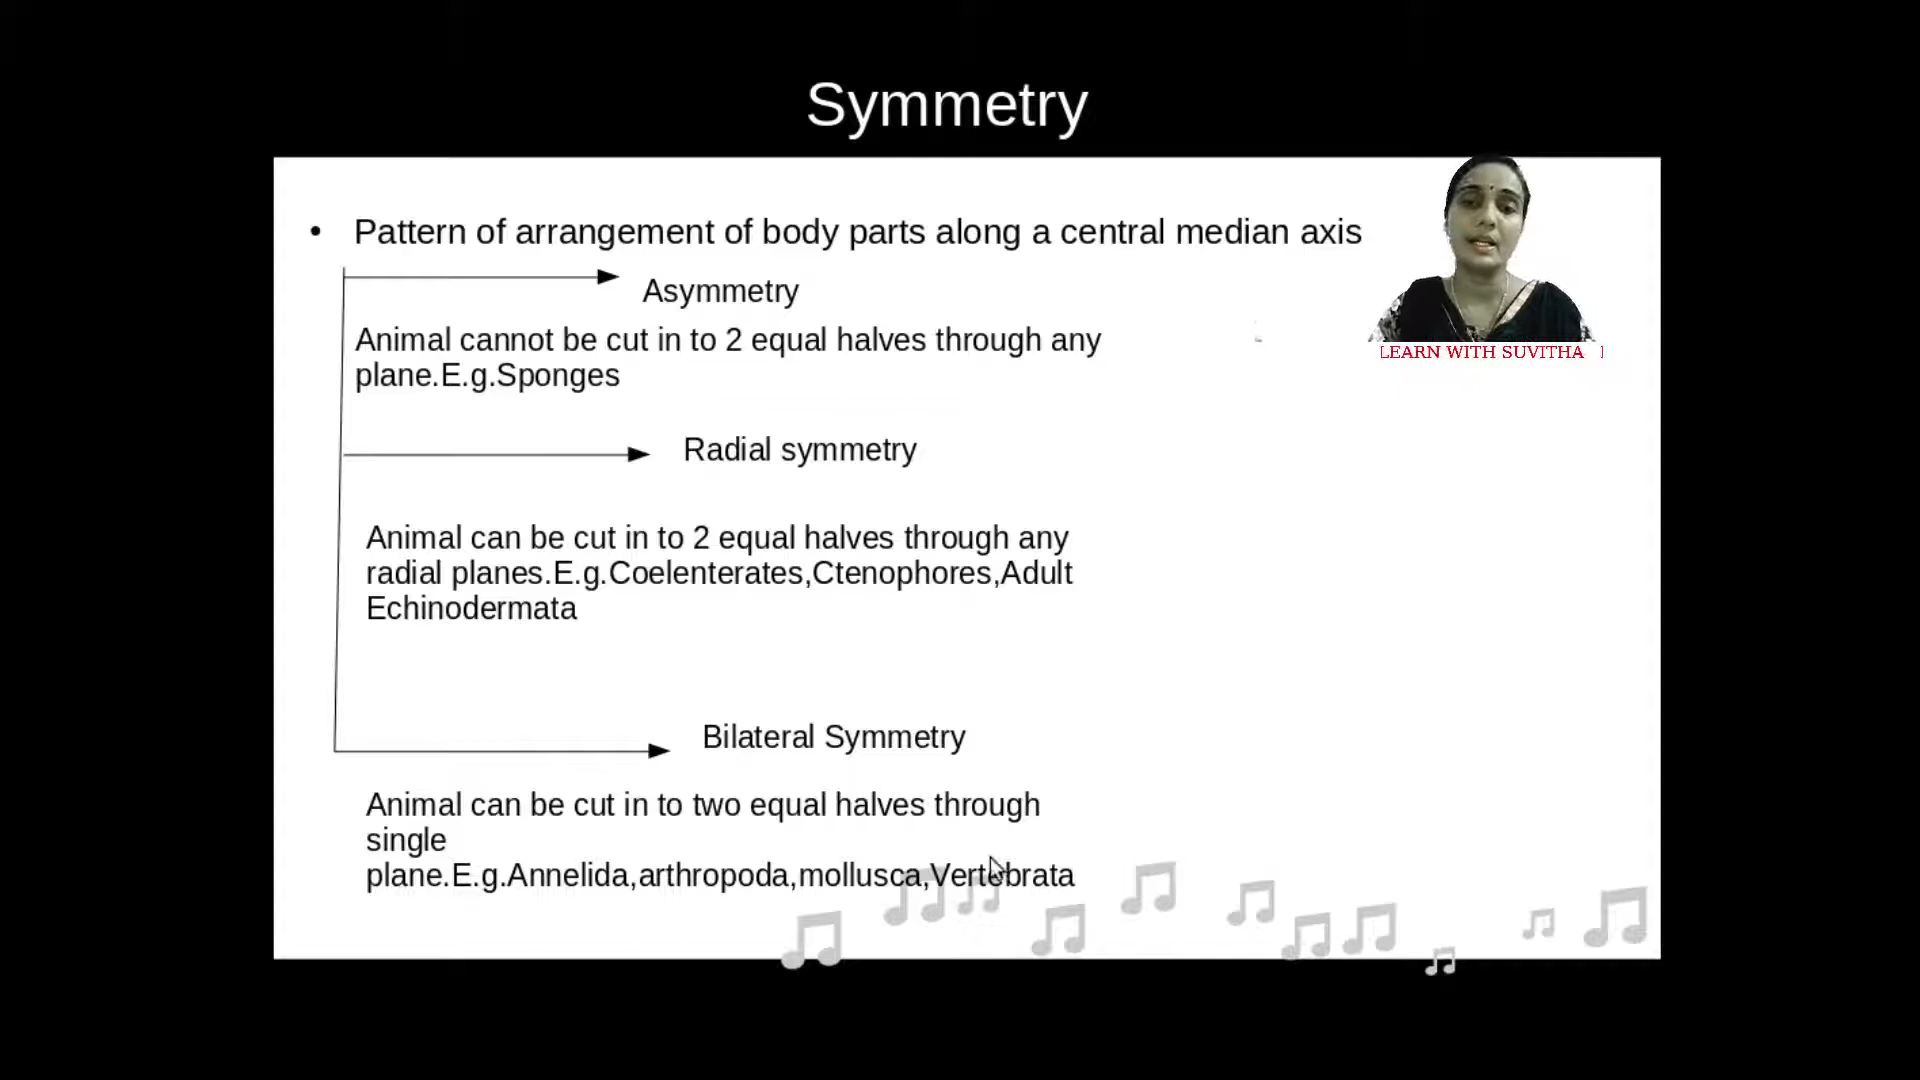 Symmetry
• Pattern of arrangement of body parts along a central median axis
Asymmetry
Animal cannot be cut in to 2 equal halves through any
plane.E.g.Sponges
LEARN WITH SUVITHA
Radial symmetry
Animal can be cut in to 2 equal halves through any
radial planes.E.g.Coelenterates,Ctenophores,Adult
Echinodermata
Bilateral Symmetry
Animal can be cut in to two equal halves through
single
plane.E.g.Annelida,arthropoda,mollusca,Vertebrata